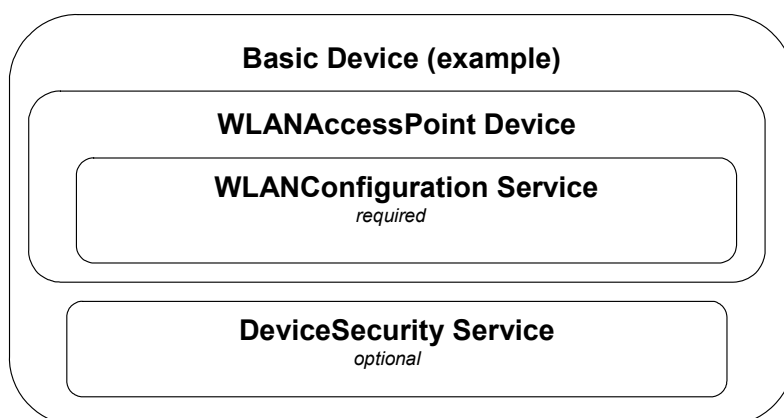 Basic Device (example)
WLANAccessPoint Device
WLANConfiguration Service
required
DeviceSecurity Service
optional